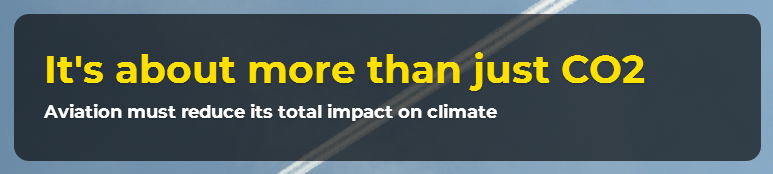 It's about more than just CO2
Aviation must reduce its total impact on climate